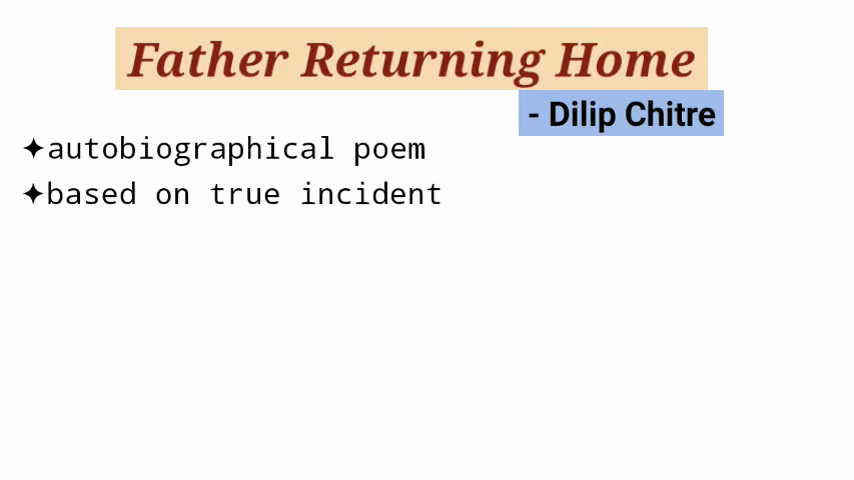 Father Returning Home
- Dilip Chitre
✦autobiographical poem
✦based on true incident